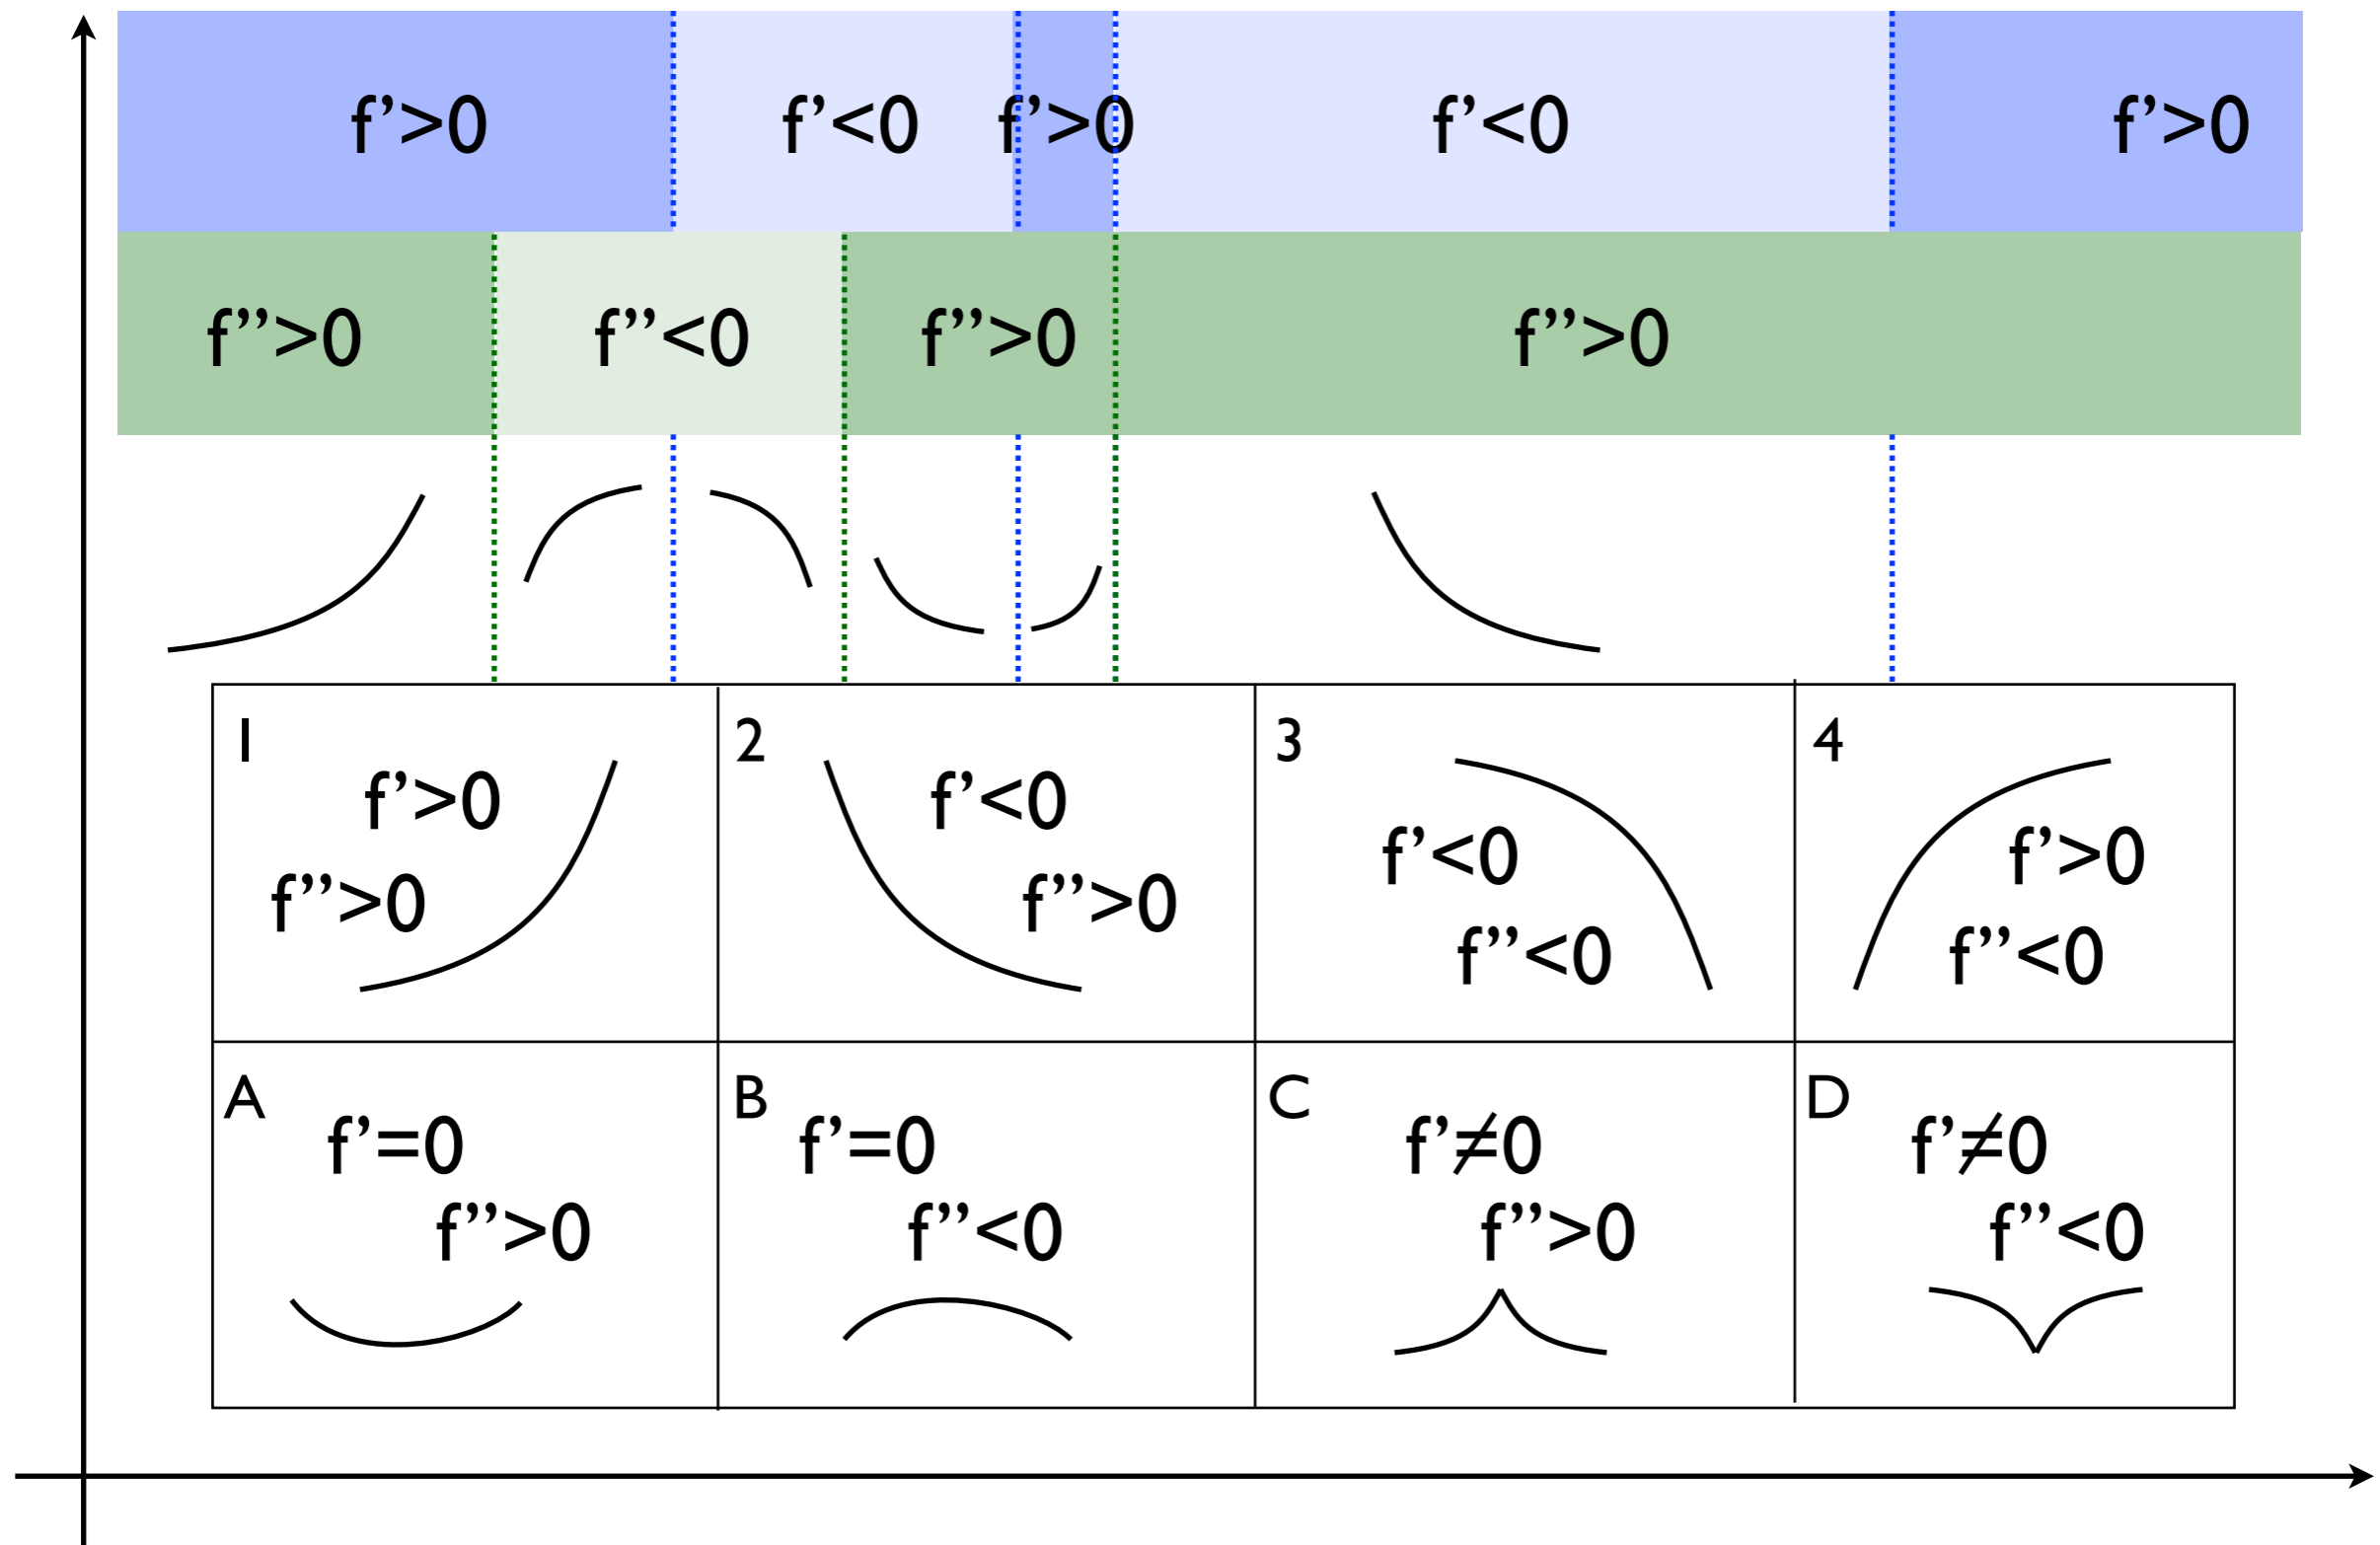 f’>0 f’<0 f’>0 f’<0 f’>0
f’’>0 f’’<0 f’’>0 f’’>0
1 2 3 4
f’>0 f’<0 f’<0 f’>0
f’’>0 f’’>0 f’’<0 f’’<0
A B C D
f’=0 f’=0 f’≠0 f’≠0
f’’>0 f’’<0 f’’>0 f’’<0